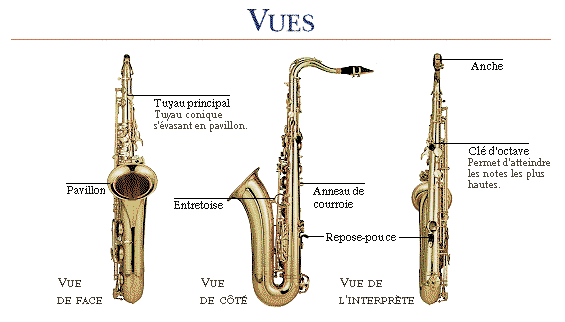 VUES
Anche
Tuyau principal
Tuyau conique
s'évasant en pavillon.
Clé d'octave
Permet d'atteindre
les notes les plus
hautes.
Pavillon
Entretoise
Anneau de
courroie
Repose-pouce
VUE
DE FACE
VUE
DE CÔTÉ
VUE DE
L'INTERPRÈTE